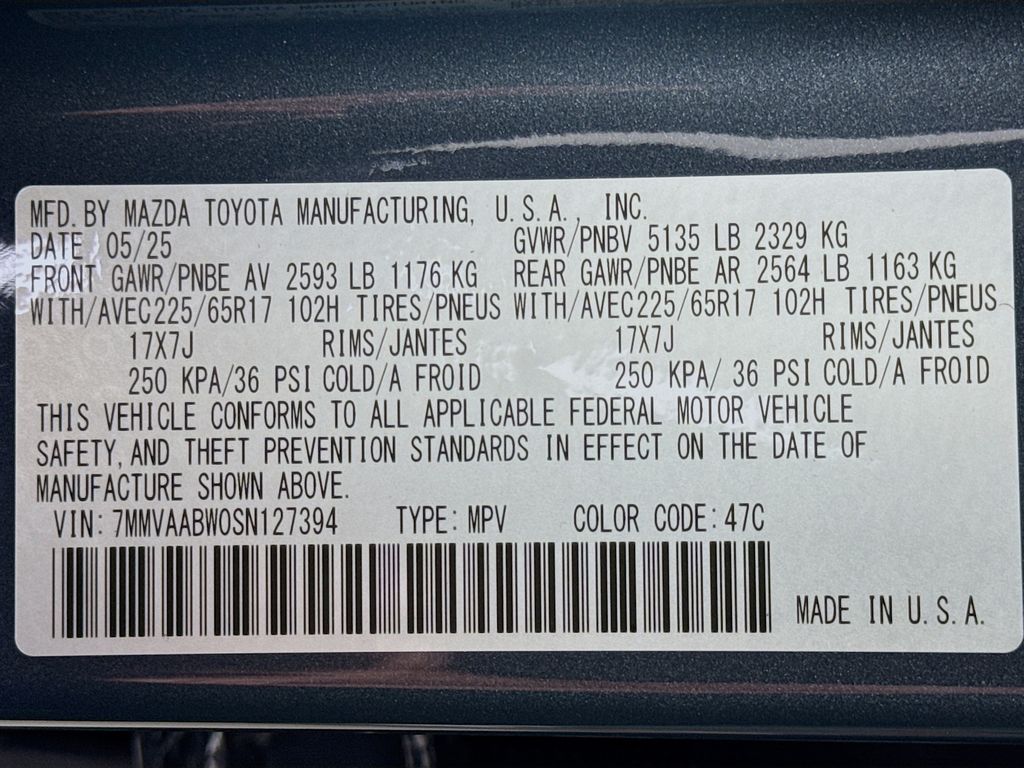 MFD. BY MAZDA TOYOTA MANUFACTURING, U.S.A., INC.
DATE 05/25 GVWR/PNBV 5135 LB 2329 KG
FRONT GAWR/PNBE AV 2593 LB 1176 KG REAR GAWR/PNBE AR 2564 LB 1163 KG
WITH/AVEC225/65R17 102H TIRES/PNEUS WITH/AVEC225/65R17 102H TIRES/PNEUS
17X7J RIMS/JANTES 17X7J RIMS/JANTES
250 KPA/36 PSI COLD/A FROID 250 KPA/ 36 PSI COLD/A FROID
THIS VEHICLE CONFORMS TO ALL APPLICABLE FEDERAL MOTOR VEHICLE
SAFETY, AND THEFT PREVENTION STANDARDS IN EFFECT ON THE DATE OF
MANUFACTURE SHOWN ABOVE.
VIN: 7MMVAABW0SN127394 TYPE: MPV COLOR CODE: 47C
MADE IN U.S.A.